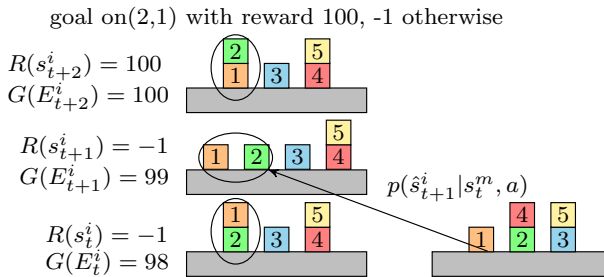 goal on(2,1) with reward 100, -1 otherwise
R(s^i_{t+2}) = 100
G(E^i_{t+2}) = 100
2 5
1 3 4
R(s^i_{t+1}) = −1
G(E^i_{t+1}) = 99
5
1 2 3 4
p(ŝ^i_{t+1}|s^m_t, a)
R(s^i_t) = −1
G(E^i_t) = 98
1 5
2 3 4
4 5
1 2 3